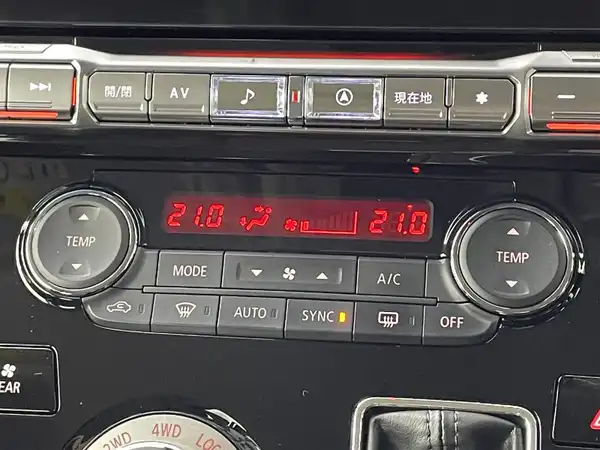 開/閉 AV 現在地
21.0 21.0
TEMP TEMP
MODE A/C
AUTO SYNC OFF
EAR
2WD 4WD LOC